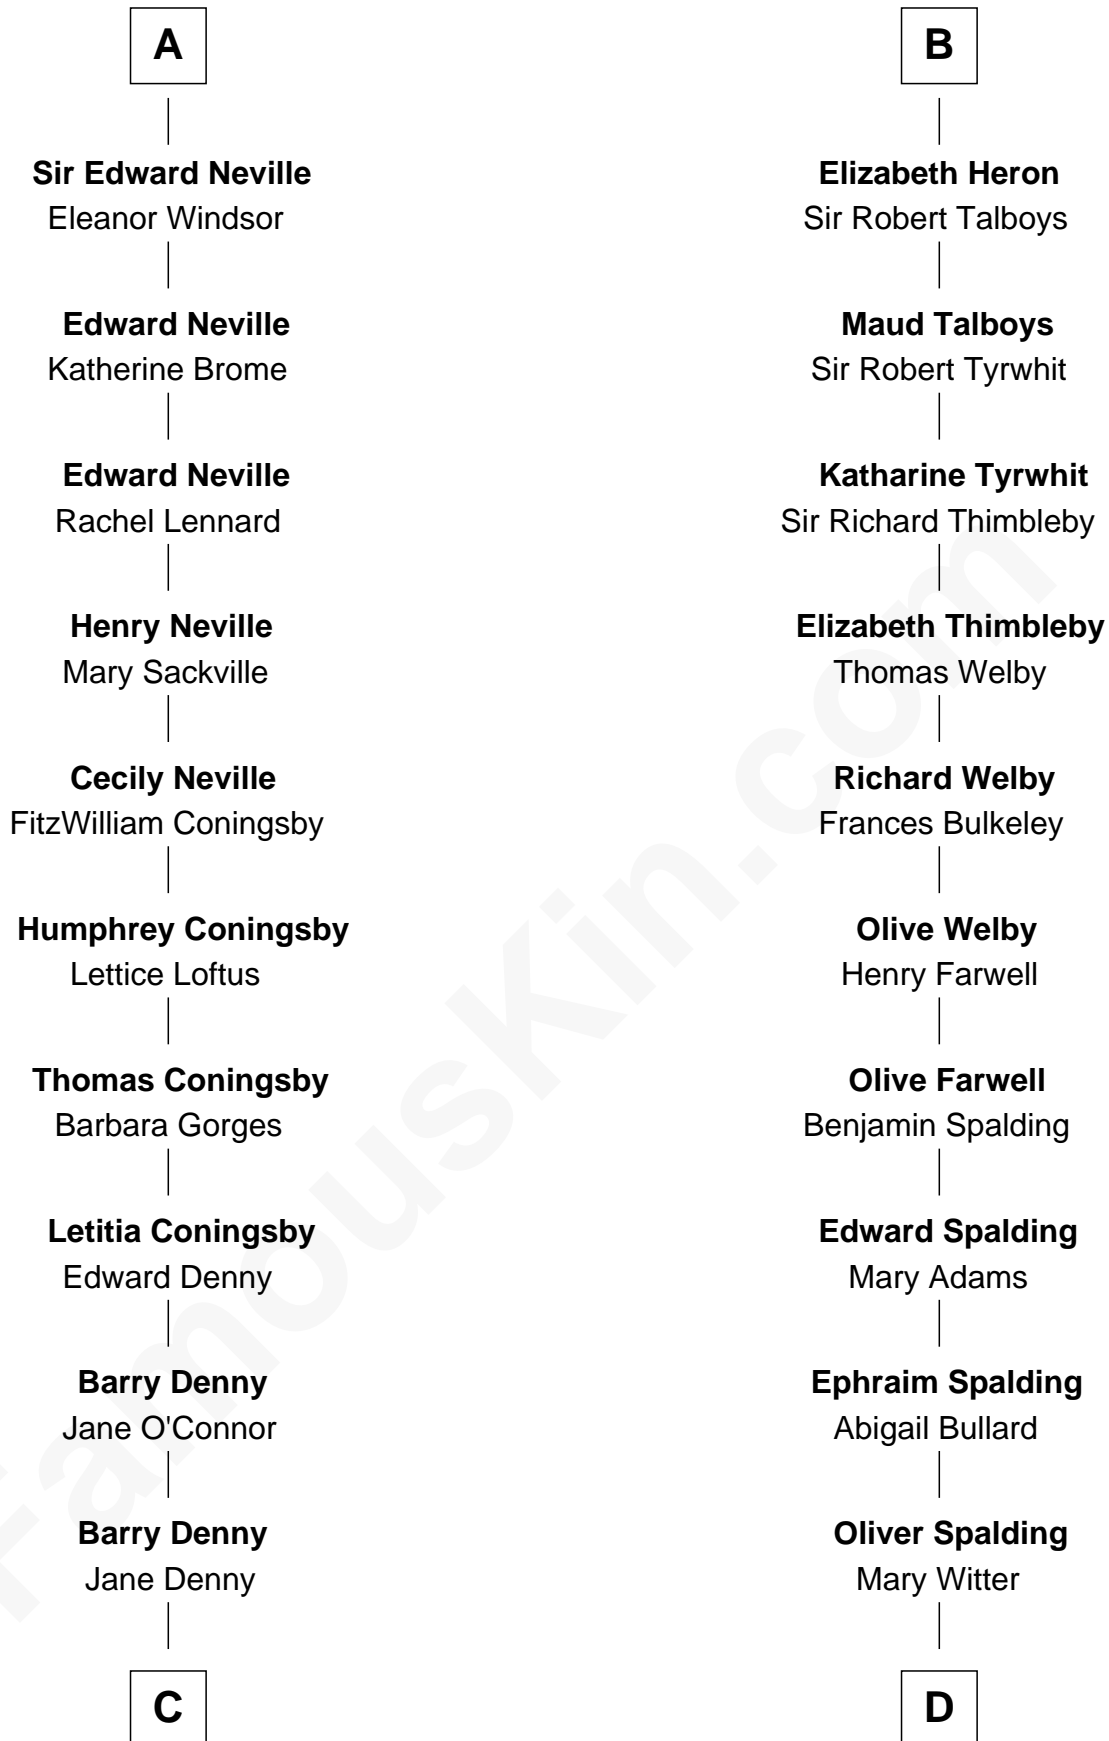 A
Sir Edward Neville
Eleanor Windsor
Edward Neville
Katherine Brome
Edward Neville
Rachel Lennard
Henry Neville
Mary Sackville
Cecily Neville
FitzWilliam Coningsby
Humphrey Coningsby
Lettice Loftus
Thomas Coningsby
Barbara Gorges
Letitia Coningsby
Edward Denny
Barry Denny
Jane O'Connor
Barry Denny
Jane Denny
C
B
Elizabeth Heron
Sir Robert Talboys
Maud Talboys
Sir Robert Tyrwhit
Katharine Tyrwhit
Sir Richard Thimbleby
Elizabeth Thimbleby
Thomas Welby
Richard Welby
Frances Bulkeley
Olive Welby
Henry Farwell
Olive Farwell
Benjamin Spalding
Edward Spalding
Mary Adams
Ephraim Spalding
Abigail Bullard
Oliver Spalding
Mary Witter
D
FamousKin.com